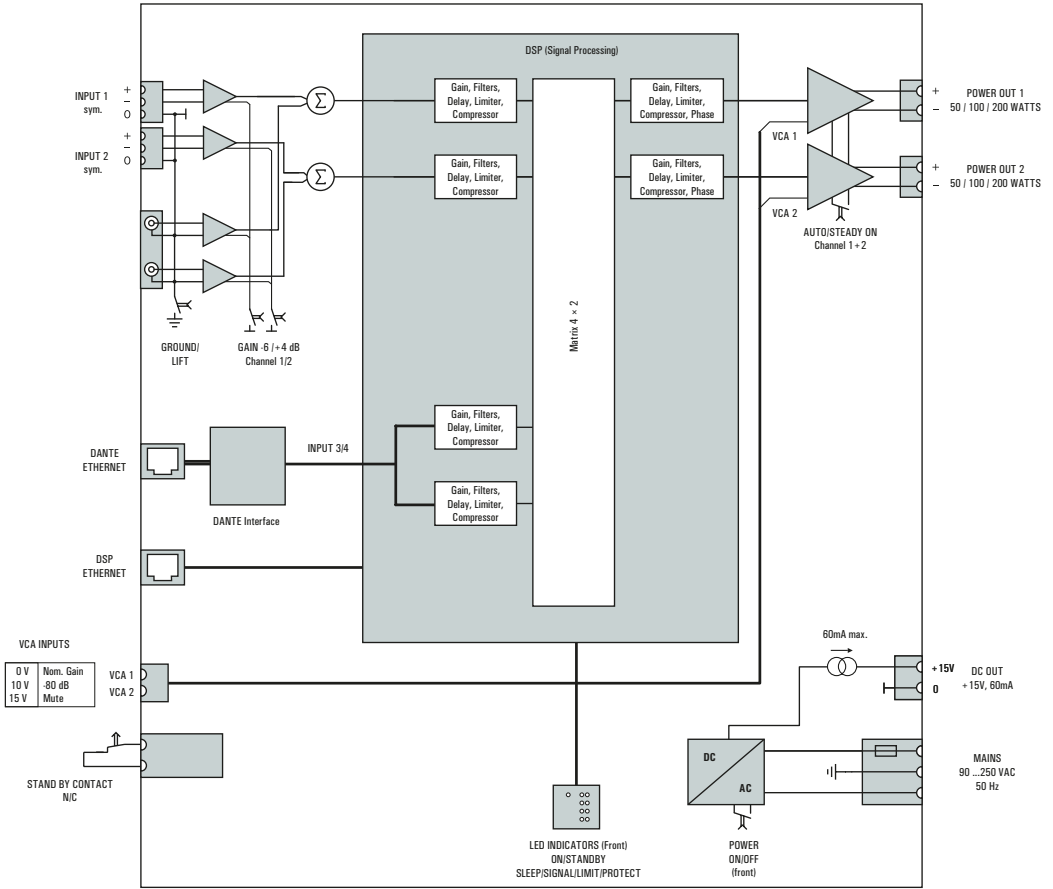 DSP (Signal Processing)
INPUT 1
sym.
+
−
0
INPUT 2
sym.
+
−
0
Σ
Σ
Gain, Filters,
Delay, Limiter,
Compressor
Gain, Filters,
Delay, Limiter,
Compressor, Phase
Gain, Filters,
Delay, Limiter,
Compressor
Gain, Filters,
Delay, Limiter,
Compressor, Phase
Matrix 4 × 2
VCA 1
VCA 2
+
−
POWER OUT 1
50 / 100 / 200 WATTS
+
−
POWER OUT 2
50 / 100 / 200 WATTS
AUTO/STEADY ON
Channel 1 + 2
GROUND/
LIFT
GAIN -6 /+4 dB
Channel 1/2
DANTE
ETHERNET
DANTE Interface
INPUT 3/4
Gain, Filters,
Delay, Limiter,
Compressor
Gain, Filters,
Delay, Limiter,
Compressor
DSP
ETHERNET
VCA INPUTS
0 V Nom. Gain
10 V -80 dB
15 V Mute
VCA 1
VCA 2
STAND BY CONTACT
N/C
60mA max.
+ 15V
0
DC OUT
+15V, 60mA
DC
AC
MAINS
90 ...250 VAC
50 Hz
LED INDICATORS (Front)
ON/STANDBY
SLEEP/SIGNAL/LIMIT/PROTECT
POWER
ON/OFF
(front)